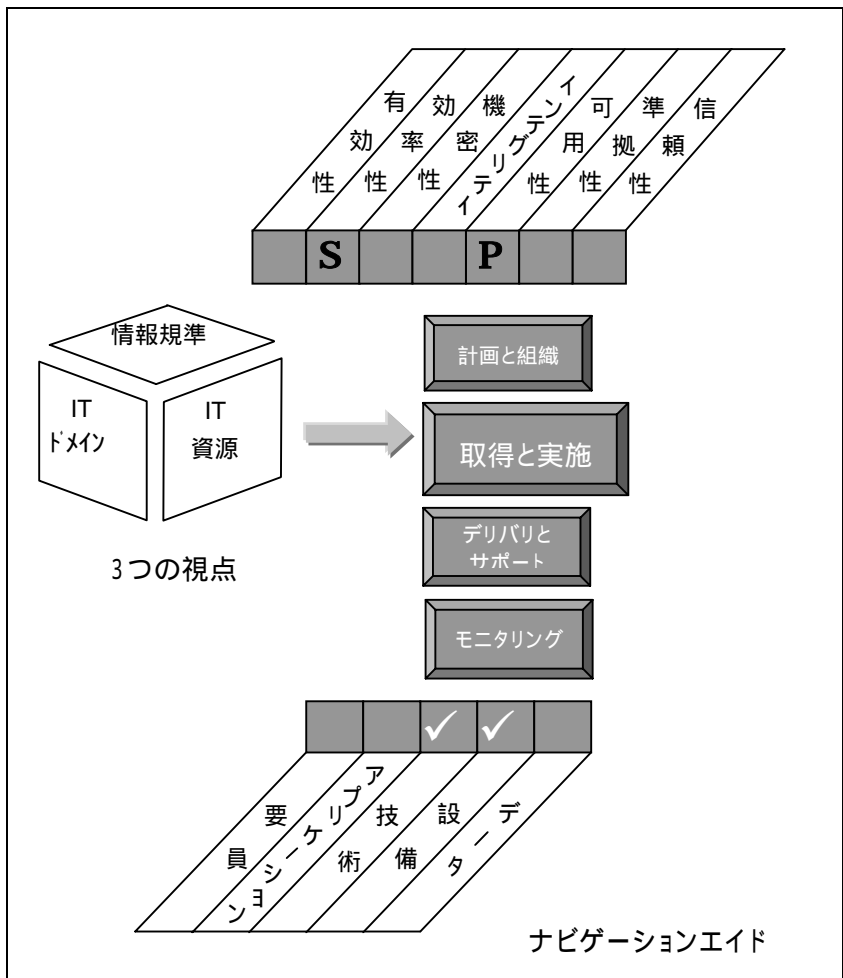 有効性
効率性
機密性
インテグリティ
可用性
準拠性
信頼性
S
P
情報規準
IT
ドメイン
IT
資源
3つの視点
計画と組織
取得と実施
デリバリと
サポート
モニタリング
要員
アプリケーション
技術
設備
データ
ナビゲーションエイド